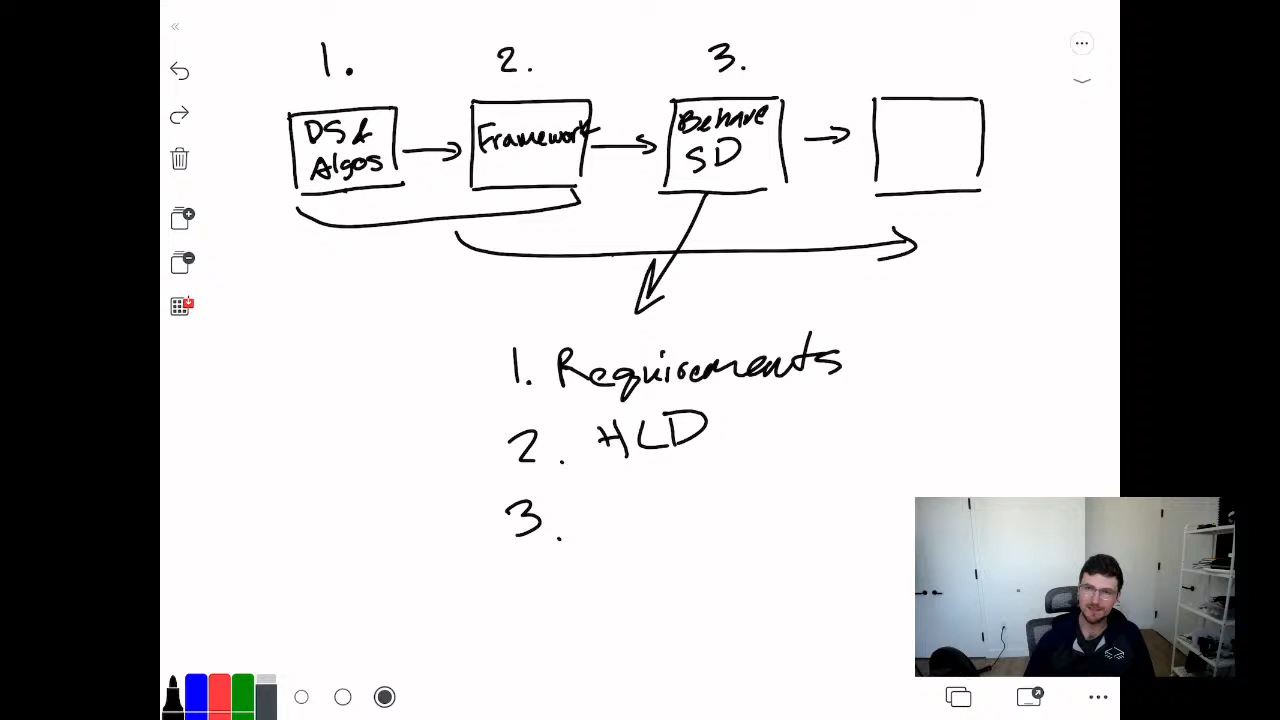 1. 2. 3.
DS & Algos
Framework
Behave SD
1. Requirements
2. HLD
3.